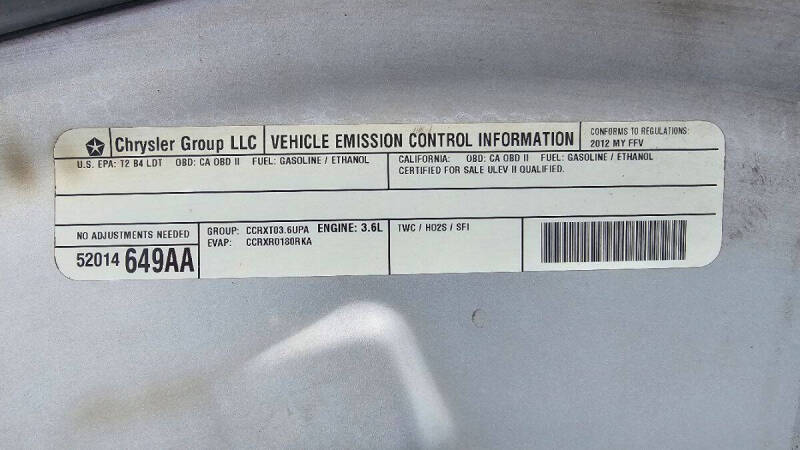 Chrysler Group LLC VEHICLE EMISSION CONTROL INFORMATION CONFORMS TO REGULATIONS:
2012 MY FFV
U.S. EPA: T2 B4 LDT OBD: CA OBD II FUEL: GASOLINE / ETHANOL
CALIFORNIA: OBD: CA OBD II FUEL: GASOLINE / ETHANOL
CERTIFIED FOR SALE ULEV II QUALIFIED.
NO ADJUSTMENTS NEEDED
52014 649AA
GROUP: CCRXT03.6UPA ENGINE: 3.6L
EVAP: CCRXR0180RKA
TWC / HO2S / SFI